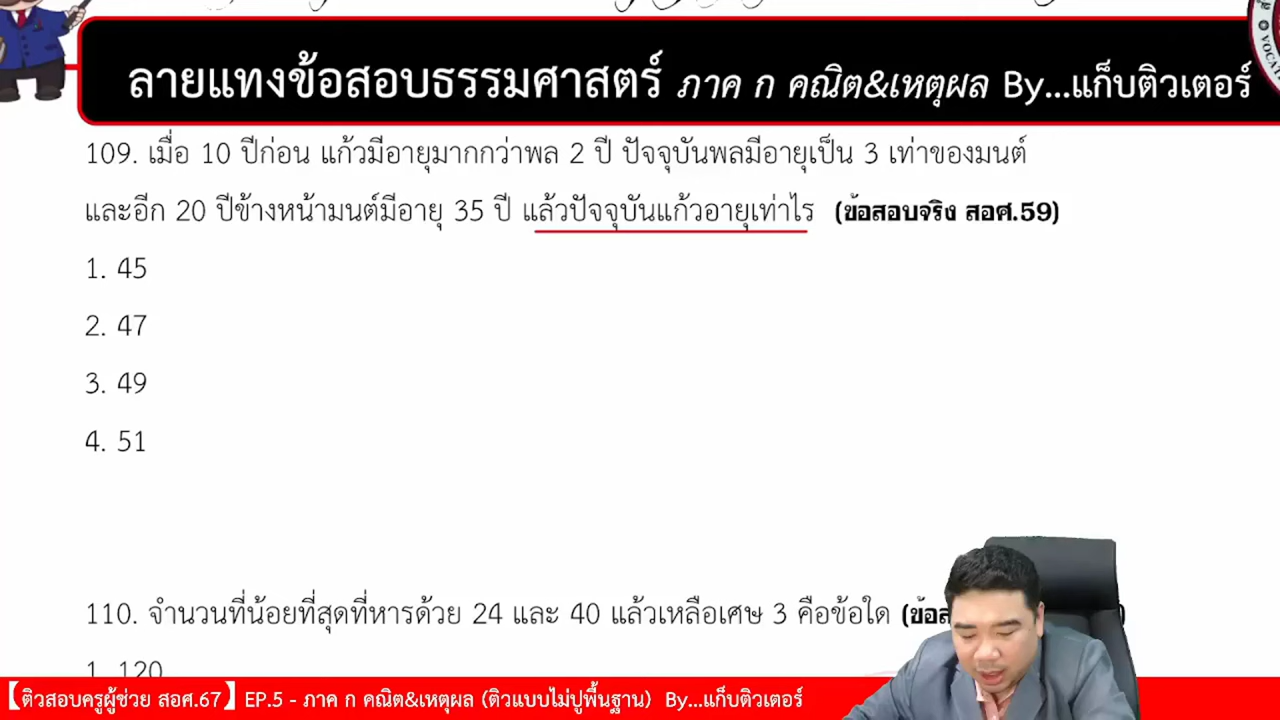 ลายแทงข้อสอบธรรมศาสตร์ ภาค ก คณิต&เหตุผล By...แก็บติวเตอร์
109. เมื่อ 10 ปีก่อน แก้วมีอายุมากกว่าพล 2 ปี ปัจจุบันพลมีอายุเป็น 3 เท่าของมนต์
และอีก 20 ปีข้างหน้ามนต์มีอายุ 35 ปี แล้วปัจจุบันแก้วอายุเท่าไร (ข้อสอบจริง สอศ.59)
1. 45
2. 47
3. 49
4. 51
110. จำนวนที่น้อยที่สุดที่หารด้วย 24 และ 40 แล้วเหลือเศษ 3 คือข้อใด
1. 120
【ติวสอบครูผู้ช่วย สอศ.67】 EP.5 - ภาค ก คณิต&เหตุผล (ติวแบบไม่ปูพื้นฐาน) By...แก็บติวเตอร์